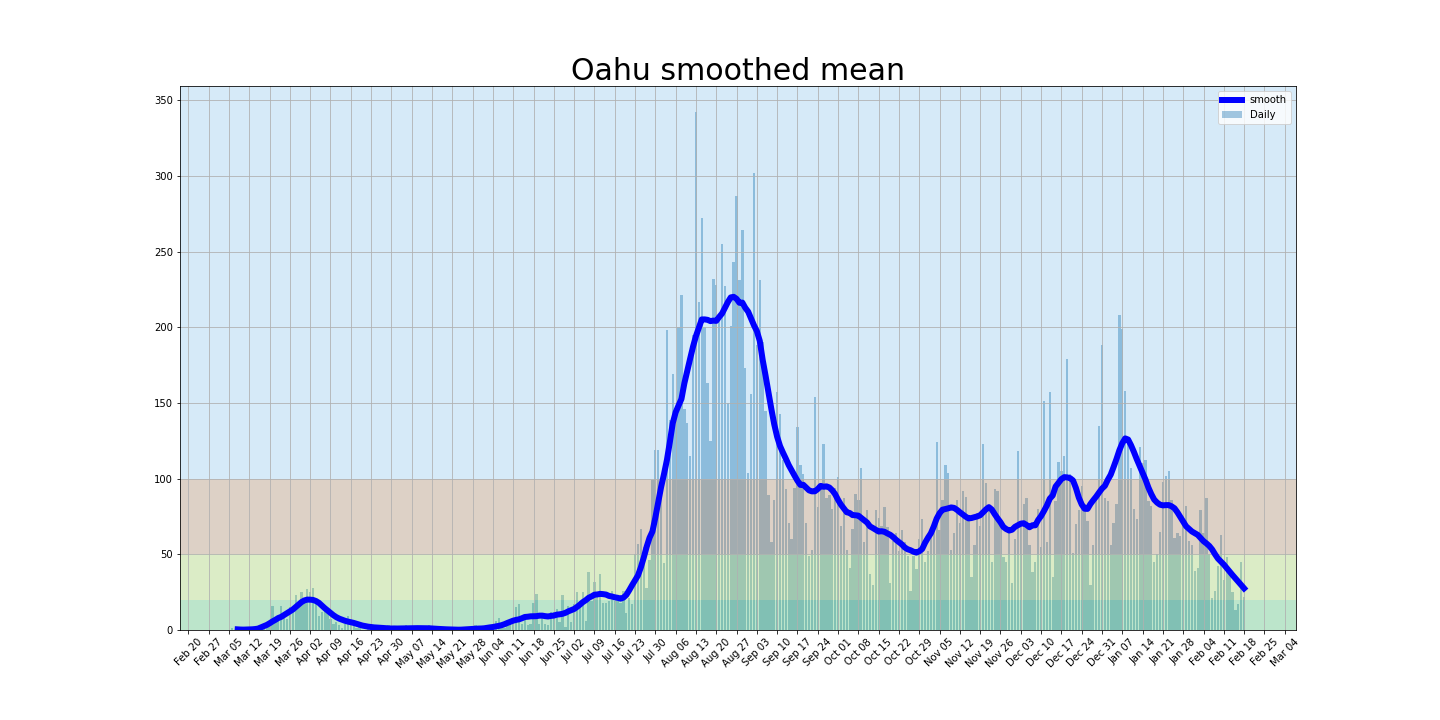 Oahu smoothed mean
smooth
Daily
350
300
250
200
150
100
50
0
Feb 20
Feb 27
Mar 05
Mar 12
Mar 19
Mar 26
Apr 02
Apr 09
Apr 16
Apr 23
Apr 30
May 07
May 14
May 21
May 28
Jun 04
Jun 11
Jun 18
Jun 25
Jul 02
Jul 09
Jul 16
Jul 23
Jul 30
Aug 06
Aug 13
Aug 20
Aug 27
Sep 03
Sep 10
Sep 17
Sep 24
Oct 01
Oct 08
Oct 15
Oct 22
Oct 29
Nov 05
Nov 12
Nov 19
Nov 26
Dec 03
Dec 10
Dec 17
Dec 24
Dec 31
Jan 07
Jan 14
Jan 21
Jan 28
Feb 04
Feb 11
Feb 18
Feb 25
Mar 04